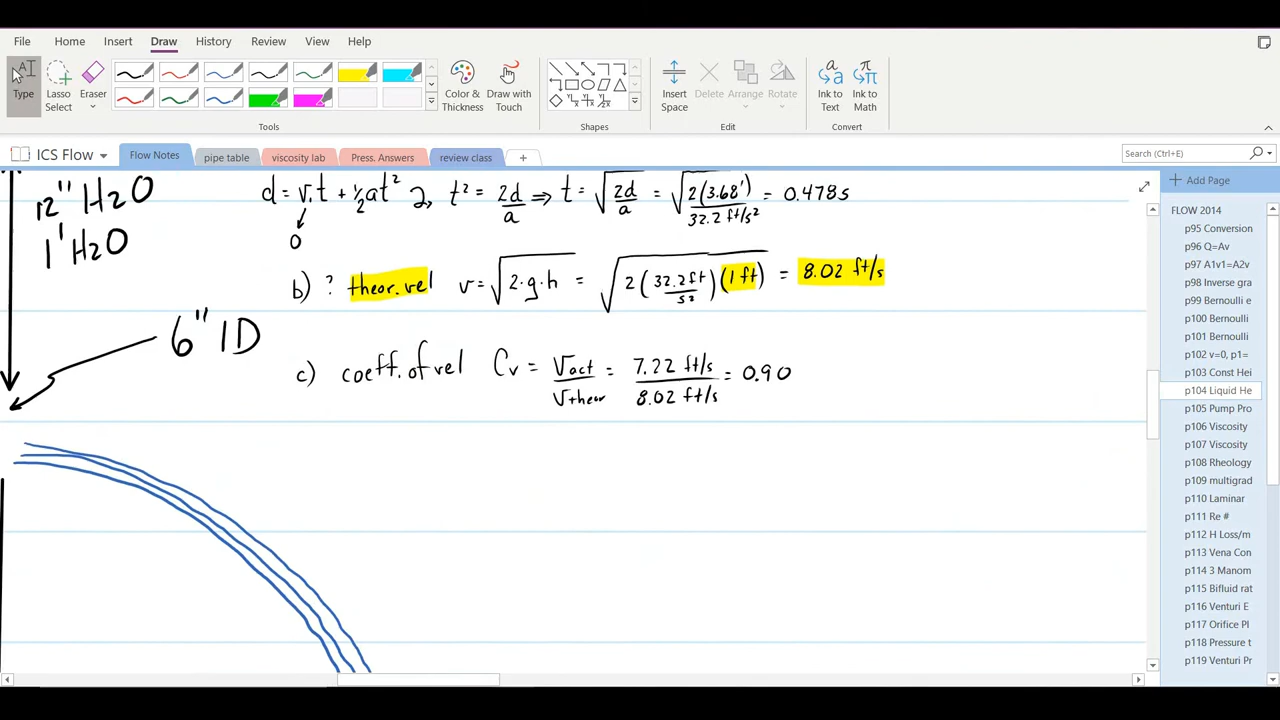 File Home Insert Draw History Review View Help
Type Lasso Select Eraser Color & Thickness Draw with Touch Insert Space Delete Arrange Rotate Ink to Text Ink to Math
Tools Shapes Edit Convert
ICS Flow Flow Notes pipe table viscosity lab Press. Answers review class + Search (Ctrl+E)
12" H2O
1' H2O
d = v₁t + ½at² 2, t² = 2d/a ⇒ t = √(2d/a) = √(2(3.68')/32.2 ft/s²) = 0.478s
0
b) ? theor. vel v = √(2·g·h) = √(2(32.2ft/s²)(1 ft)) = 8.02 ft/s
6" ID
c) coeff. of vel Cv = Vact/Vtheor = 7.22 ft/s/8.02 ft/s = 0.90
Add Page
FLOW 2014
p95 Conversion
p96 Q=Av
p97 A1v1=A2v
p98 Inverse gra
p99 Bernoulli e
p100 Bernoulli
p101 Bernoulli
p102 v=0, p1=
p103 Const Hei
p104 Liquid He
p105 Pump Pro
p106 Viscosity
p107 Viscosity
p108 Rheology
p109 multigrad
p110 Laminar
p111 Re #
p112 H Loss/m
p113 Vena Con
p114 3 Manom
p115 Bifluid rat
p116 Venturi E
p117 Orifice Pl
p118 Pressure t
p119 Venturi Pr